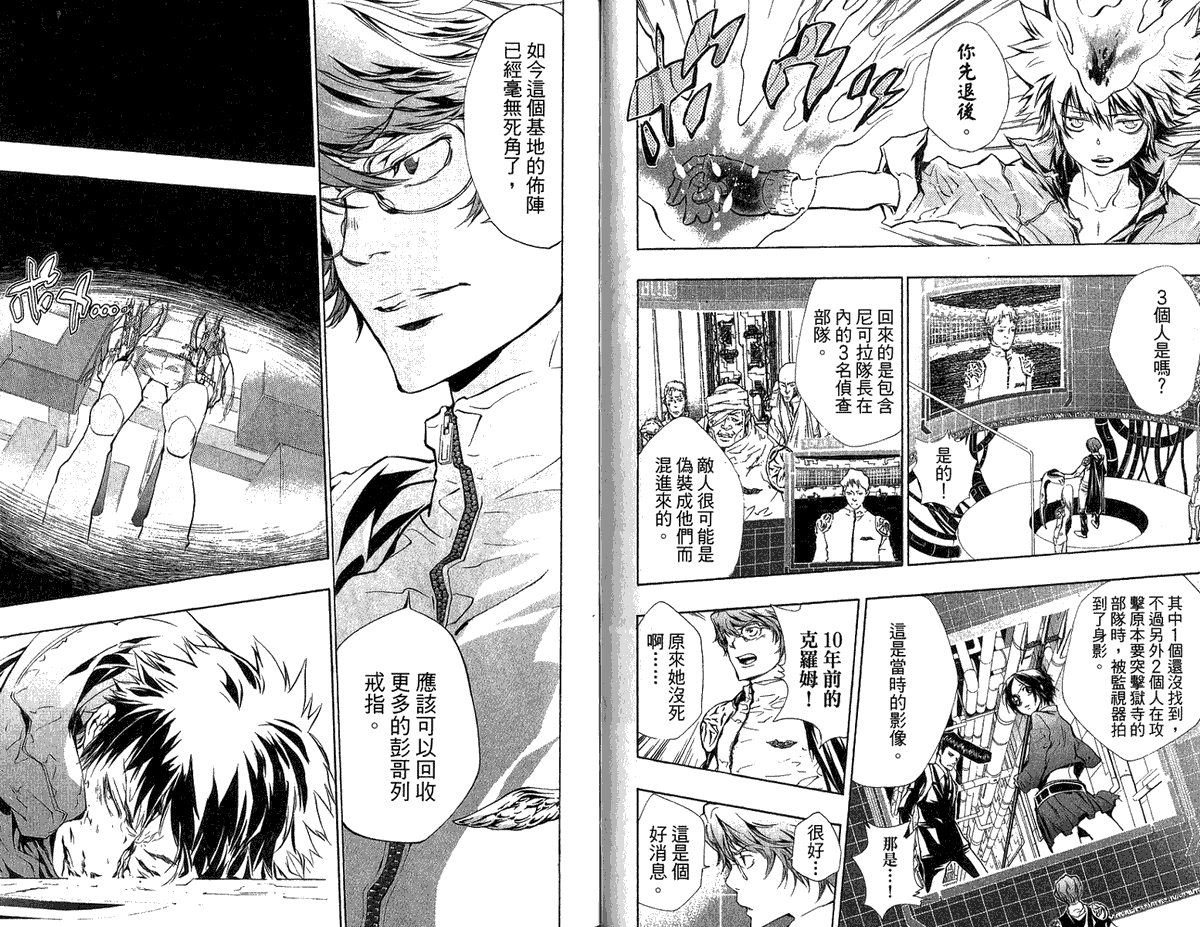 你先退後。
3個人是嗎?
是的!
回來的是包含
尼可拉隊長在
內的3名偵查
部隊。
敵人很可能是
偽裝成他們而
混進來的。
其中1個還沒找到,
不過另外2個人在攻
擊原本要突擊獄寺的
部隊時,被監視器拍
到了身影。
這是當時的影像。
那是…!
10年前的
克羅姆!
原來她沒死
啊……
很好…
這是個
好消息。
如今這個基地的佈陣
已經毫無死角了,
應該可以回收
更多的彭哥列
戒指。